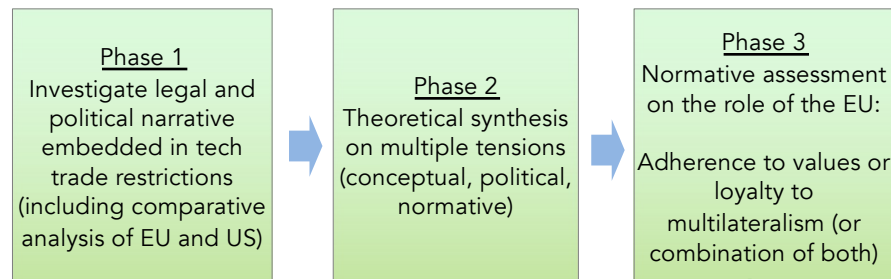 Phase 1
Investigate legal and
political narrative
embedded in tech
trade restrictions
(including comparative
analysis of EU and US)
Phase 2
Theoretical synthesis
on multiple tensions
(conceptual, political,
normative)
Phase 3
Normative assessment
on the role of the EU:
Adherence to values or
loyalty to
multilateralism (or
combination of both)